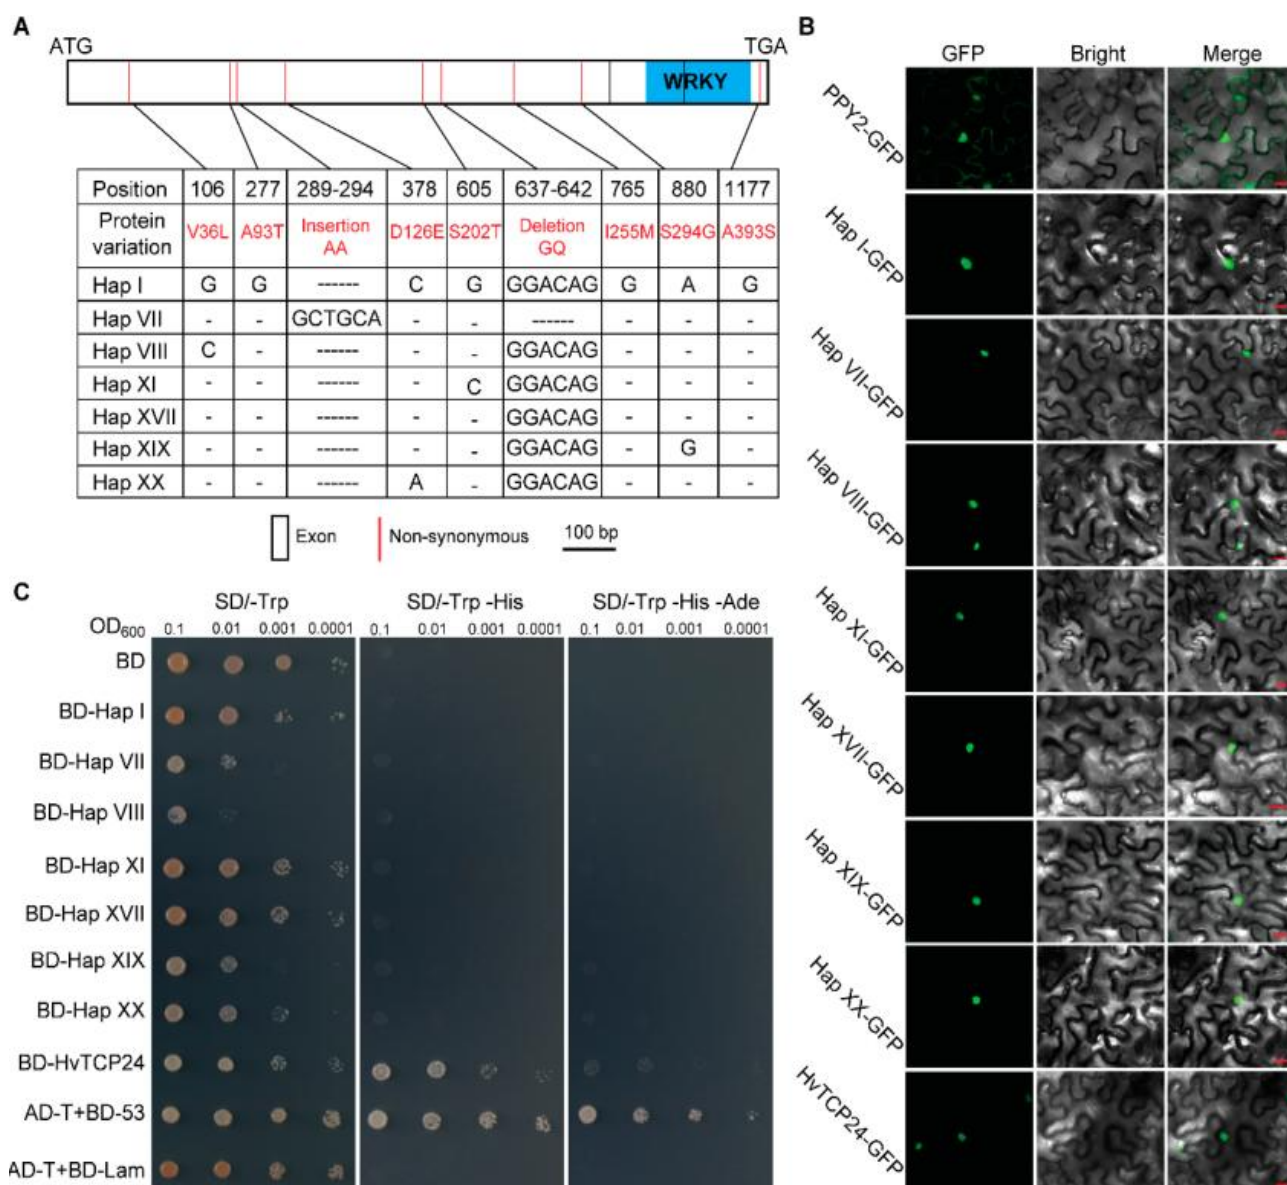 A
ATG
TGA
WRKY
Position 106 277 289-294 378 605 637-642 765 880 1177
Protein variation V36L A93T Insertion AA D126E S202T Deletion GQ I255M S294G A393S
Hap I G G ------ C G GGACAG G A G
Hap VII - - GCTGCA - - ------ - - -
Hap VIII C - ------ - - GGACAG - - -
Hap XI - - ------ - C GGACAG - - -
Hap XVII - - ------ - - GGACAG - - -
Hap XIX - - ------ - - GGACAG - G -
Hap XX - - ------ A - GGACAG - - -
Exon Non-synonymous 100 bp
B
GFP Bright Merge
PPY2-GFP
Hap I-GFP
Hap VII-GFP
Hap VIII-GFP
Hap XI-GFP
Hap XVII-GFP
Hap XIX-GFP
Hap XX-GFP
HvTCP24-GFP
C
SD/-Trp SD/-Trp -His SD/-Trp -His -Ade
OD600 0.1 0.01 0.001 0.0001 0.1 0.01 0.001 0.0001 0.1 0.01 0.001 0.0001
BD
BD-Hap I
BD-Hap VII
BD-Hap VIII
BD-Hap XI
BD-Hap XVII
BD-Hap XIX
BD-Hap XX
BD-HvTCP24
AD-T+BD-53
AD-T+BD-Lam